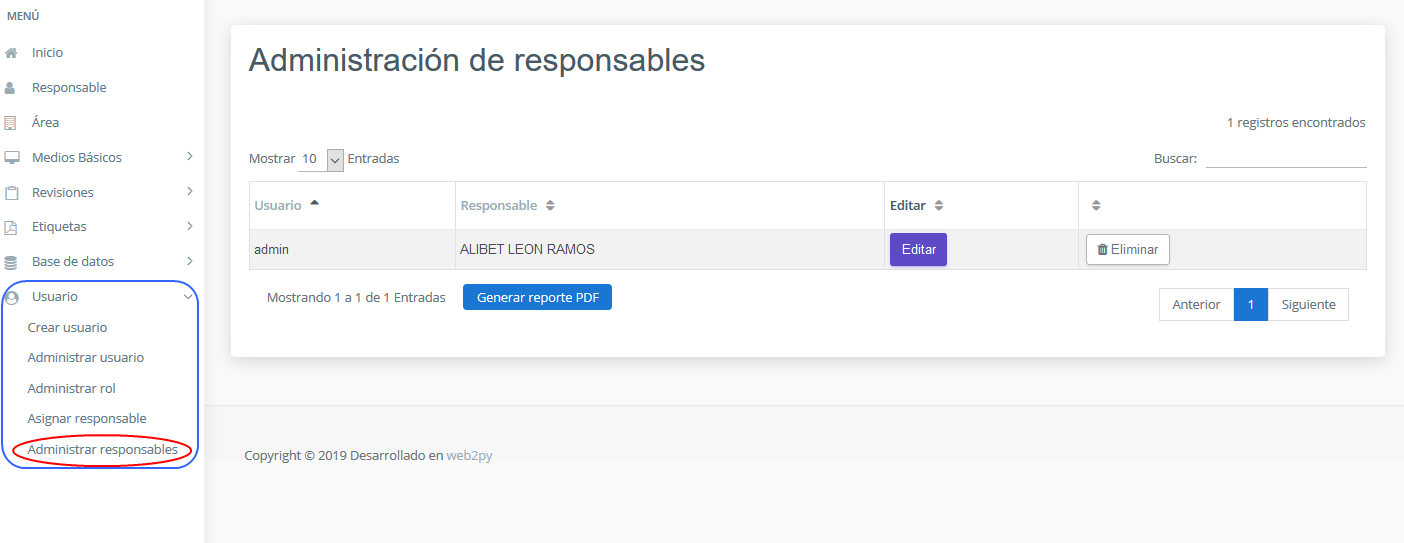 MENÚ
Inicio
Responsable
Área
Medios Básicos
Revisiones
Etiquetas
Base de datos
Usuario
Crear usuario
Administrar usuario
Administrar rol
Asignar responsable
Administrar responsables
Administración de responsables
1 registros encontrados
Mostrar 10 Entradas Buscar:
Usuario Responsable Editar
admin ALIBET LEON RAMOS Editar Eliminar
Mostrando 1 a 1 de 1 Entradas Generar reporte PDF Anterior 1 Siguiente
Copyright © 2019 Desarrollado en web2py